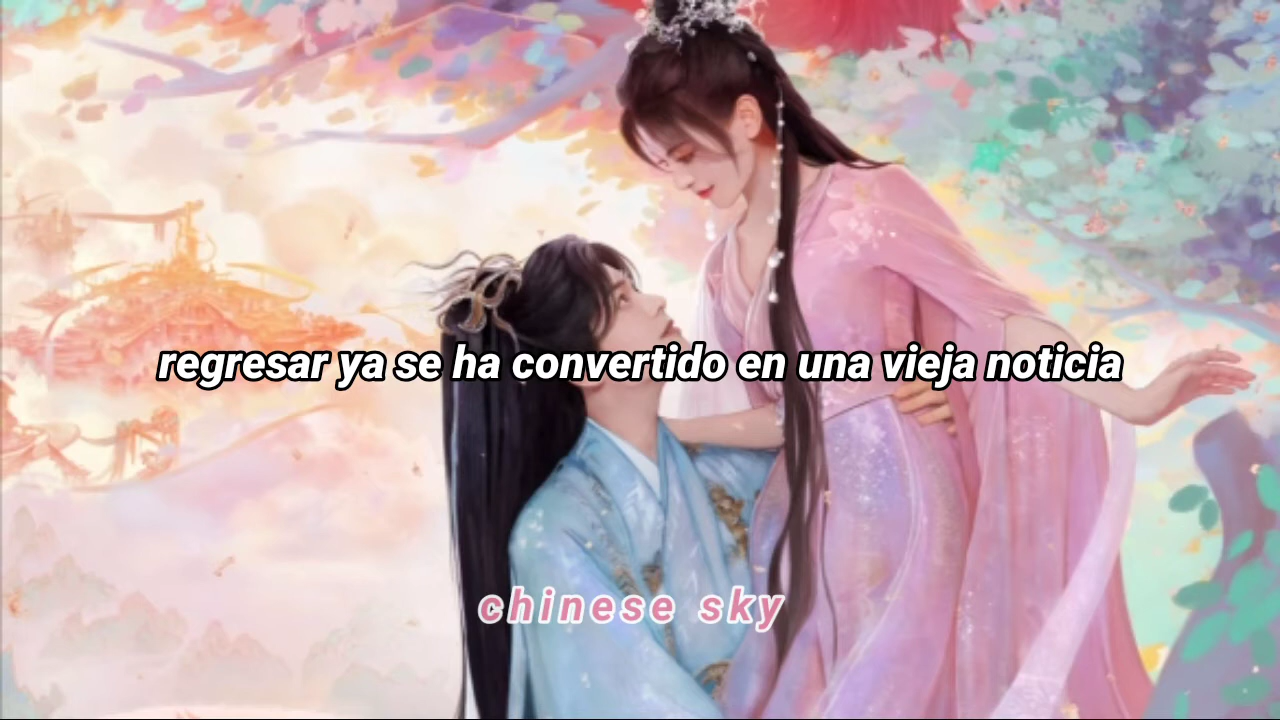 regresar ya se ha convertido en una vieja noticia
chinese sky